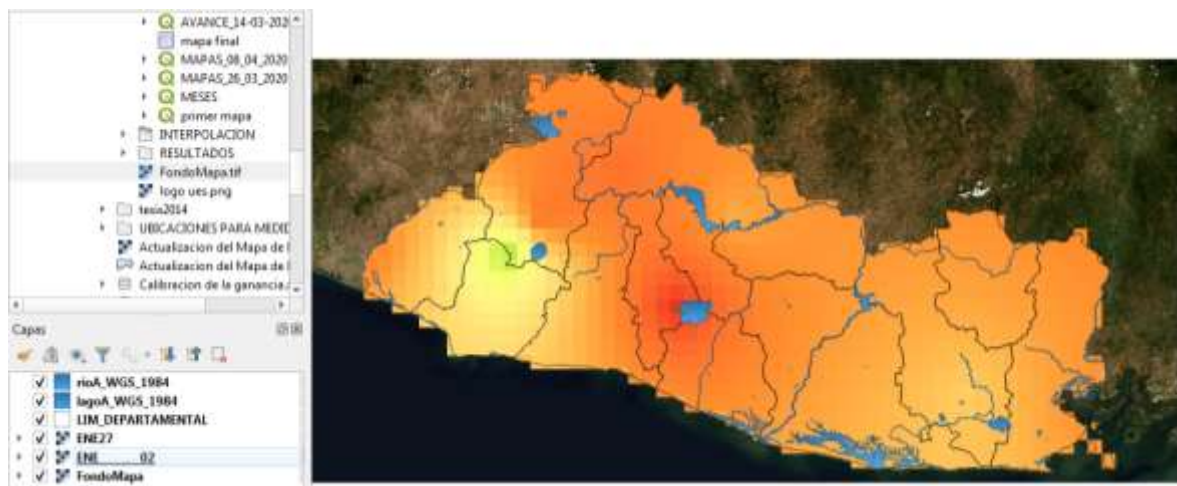 AVANCE_14-03-202
mapa final
MAPAS_08_04_2020
MAPAS_26_03_2020
MESES
primer mapa
INTERPOLACION
RESULTADOS
FondoMapa.tif
logo ues.png
tesis2014
UBICACIONES PARA MEDID
Actualizacion del Mapa de
Actualizacion del Mapa de
Calibracion de la ganancia.
Capas
rioA_WGS_1984
lagoA_WGS_1984
LIM_DEPARTAMENTAL
ENE27
ENE______02
FondoMapa